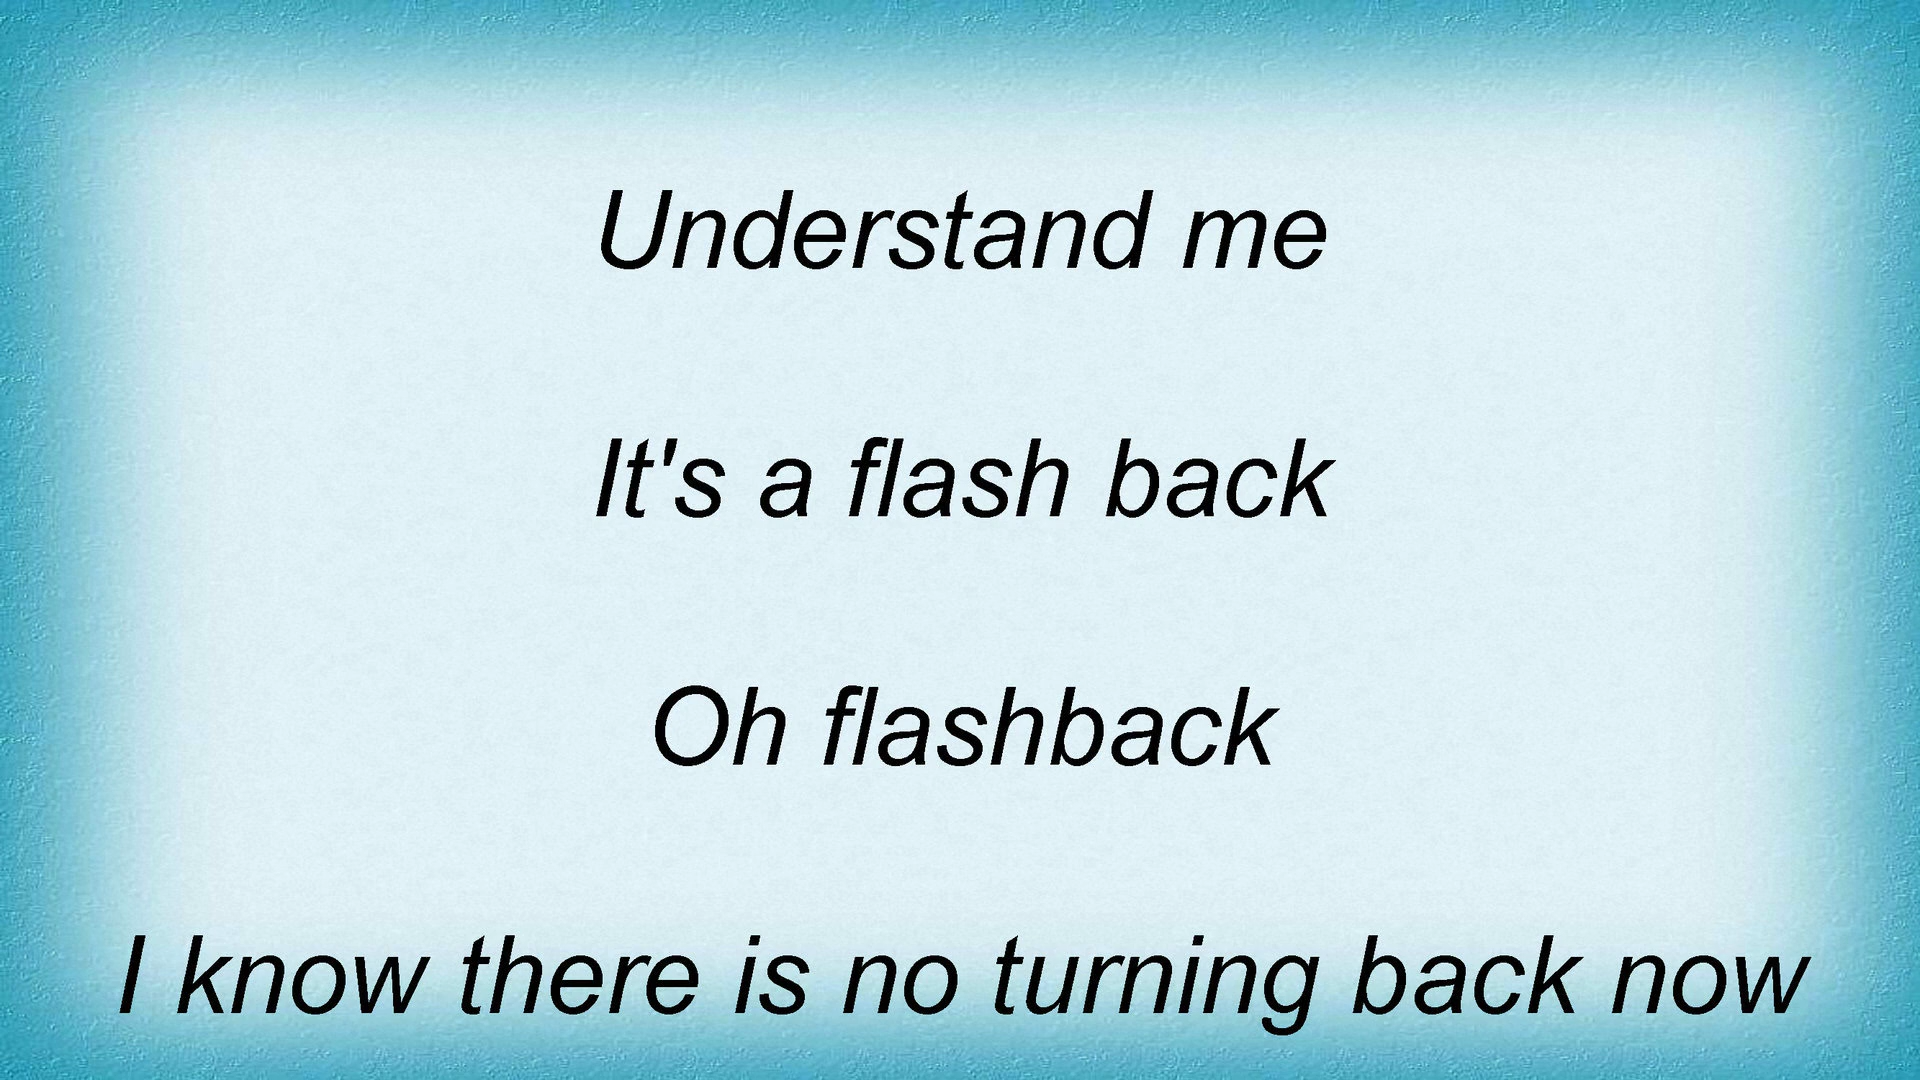 Understand me
It's a flash back
Oh flashback
I know there is no turning back now